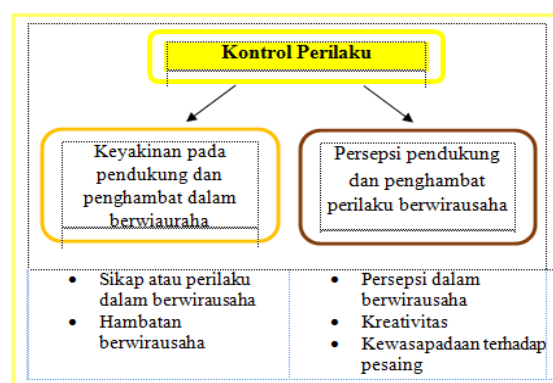 Kontrol Perilaku
Keyakinan pada
pendukung dan
penghambat dalam
berwiauraha
Persepsi pendukung
dan penghambat
perilaku berwirausaha
• Sikap atau perilaku
dalam berwirausaha
• Hambatan
berwirausaha
• Persepsi dalam
berwirausaha
• Kreativitas
• Kewasapadaan terhadap
pesaing